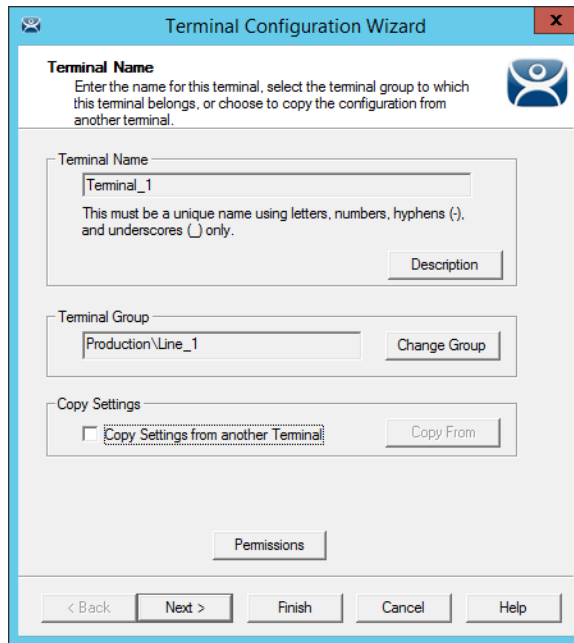 Terminal Configuration Wizard
x
Terminal Name
Enter the name for this terminal, select the terminal group to which
this terminal belongs, or choose to copy the configuration from
another terminal.
Terminal Name
Terminal_1
This must be a unique name using letters, numbers, hyphens (-),
and underscores (_) only.
Description
Terminal Group
Production\Line_1
Change Group
Copy Settings
Copy Settings from another Terminal
Copy From
Permissions
< Back
Next >
Finish
Cancel
Help